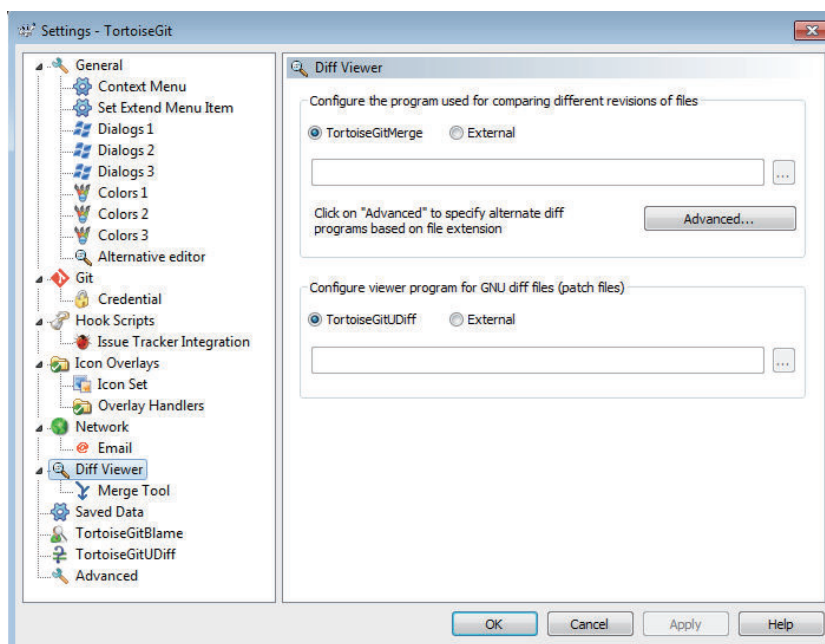 Settings - TortoiseGit
General
Context Menu
Set Extend Menu Item
Dialogs 1
Dialogs 2
Dialogs 3
Colors 1
Colors 2
Colors 3
Alternative editor
Git
Credential
Hook Scripts
Issue Tracker Integration
Icon Overlays
Icon Set
Overlay Handlers
Network
Email
Diff Viewer
Merge Tool
Saved Data
TortoiseGitBlame
TortoiseGitUDiff
Advanced
Diff Viewer
Configure the program used for comparing different revisions of files
TortoiseGitMerge External
...
Click on "Advanced" to specify alternate diff
programs based on file extension
Advanced...
Configure viewer program for GNU diff files (patch files)
TortoiseGitUDiff External
...
OK Cancel Apply Help